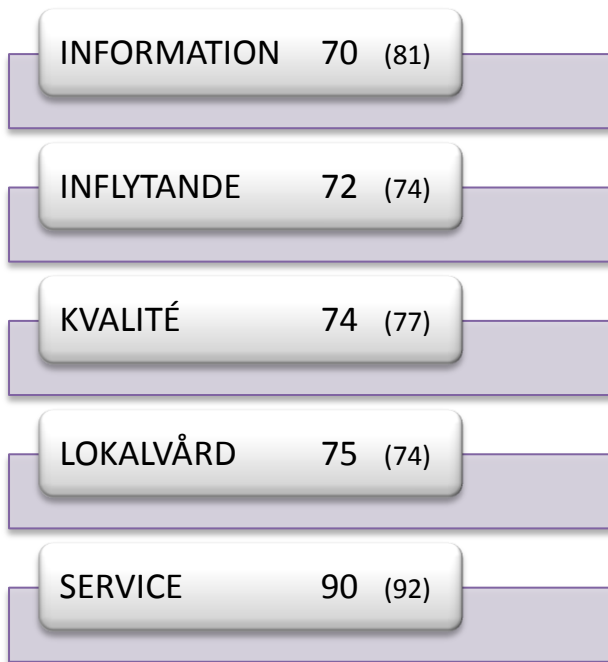 INFORMATION 70 (81)
INFLYTANDE 72 (74)
KVALITÉ 74 (77)
LOKALVÅRD 75 (74)
SERVICE 90 (92)